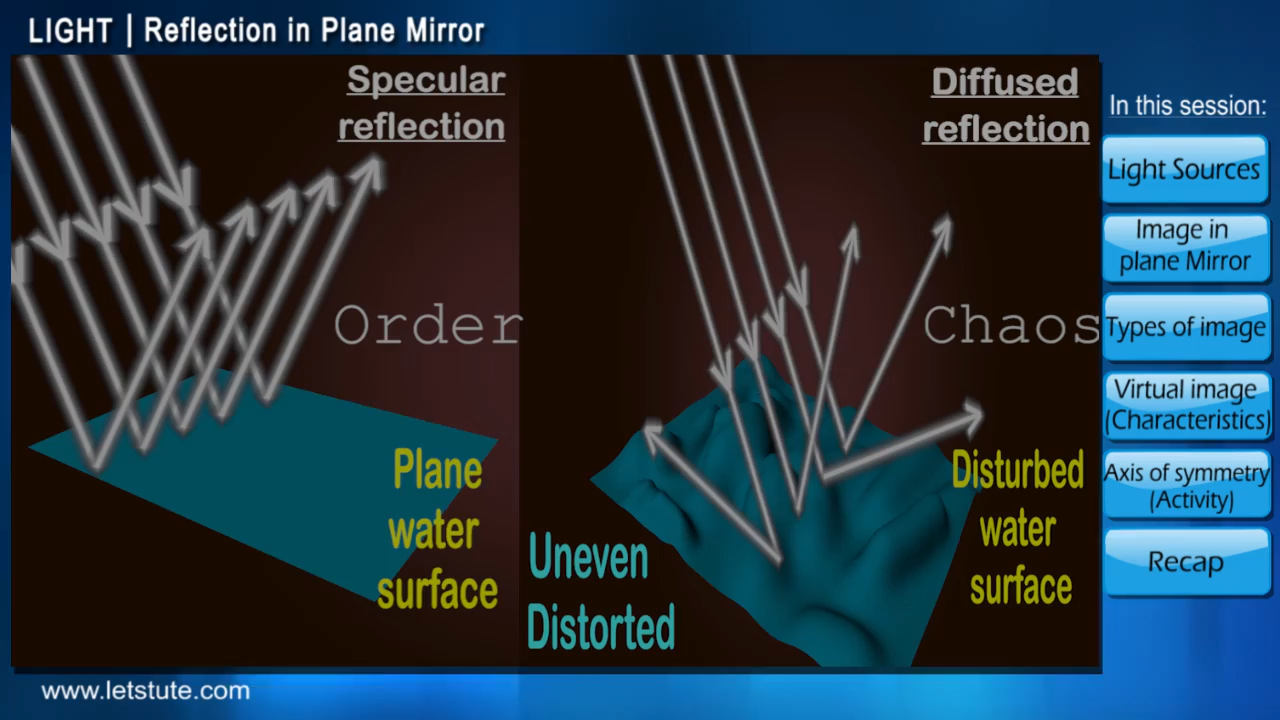 LIGHT | Reflection in Plane Mirror
Specular
reflection
Order
Plane
water
surface
Diffused
reflection
Chaos
Uneven
Distorted
Disturbed
water
surface
In this session:
Light Sources
Image in
plane Mirror
Types of image
Virtual image
(Characteristics)
Axis of symmetry
(Activity)
Recap
www.letstute.com